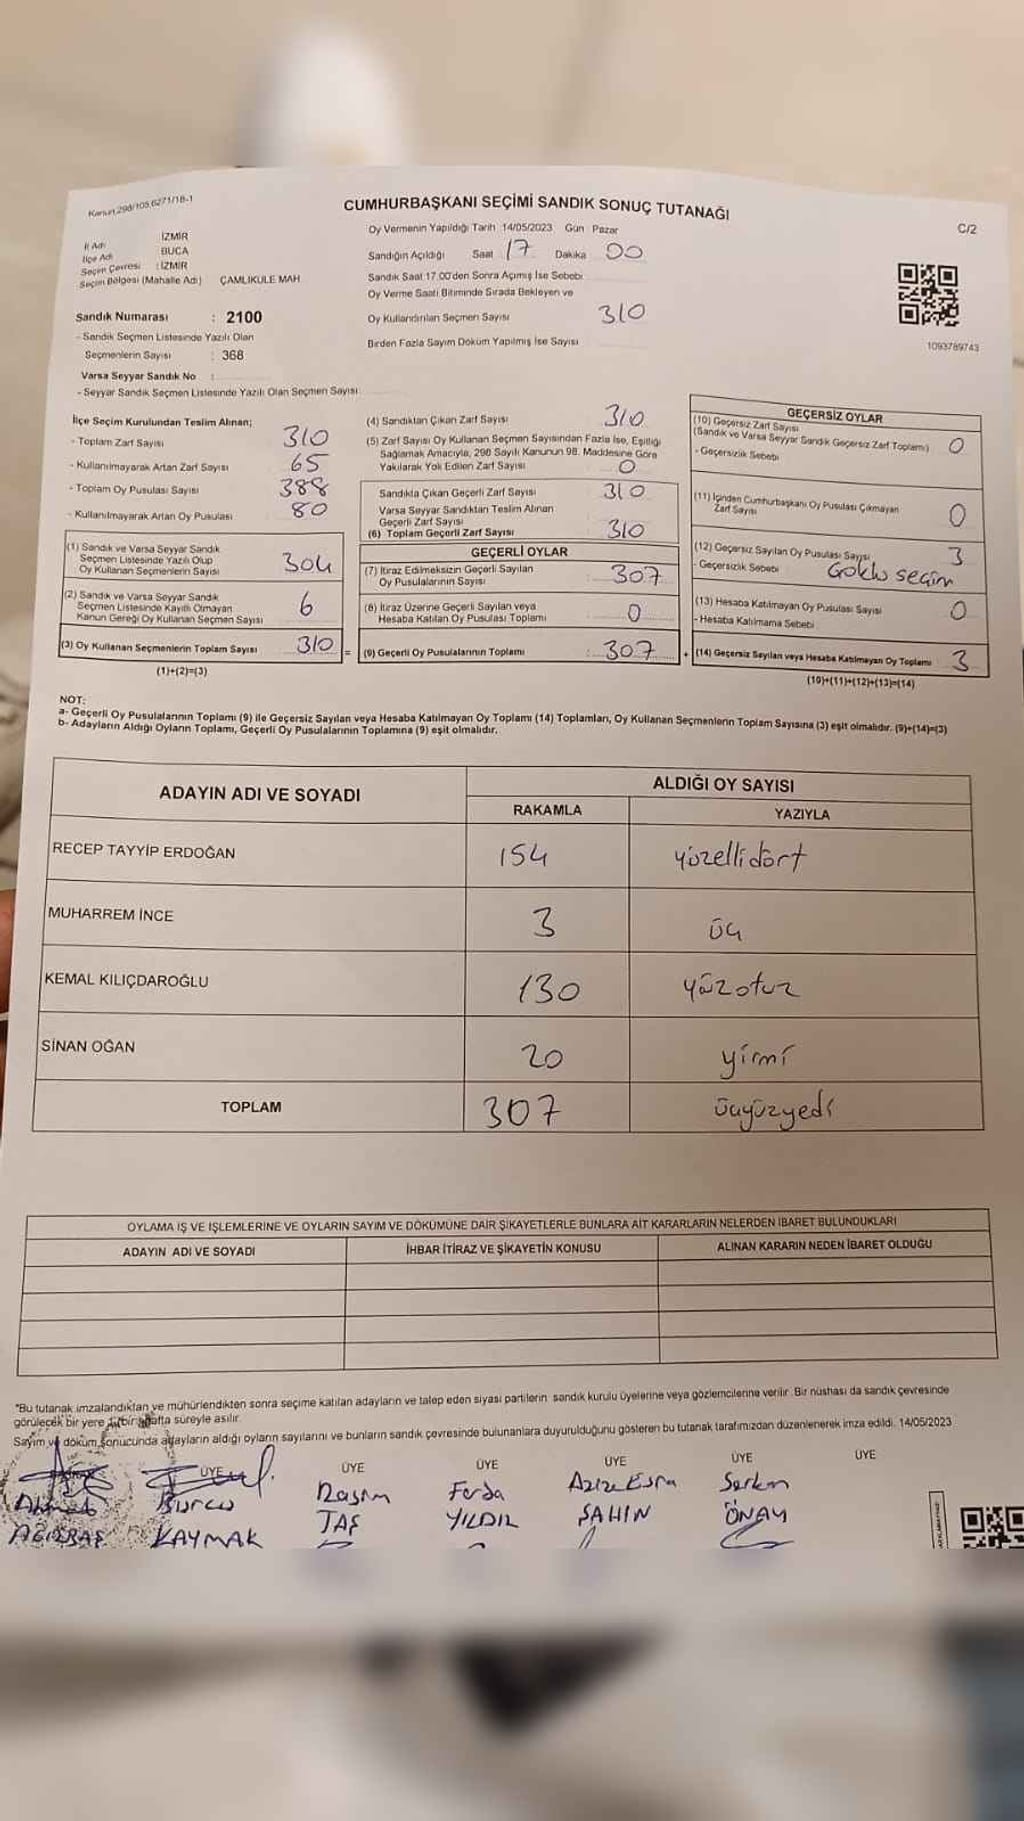 Kanun,298/105,6271/18-1
CUMHURBAŞKANI SEÇİMİ SANDIK SONUÇ TUTANAĞI
C/2
İl Adı İZMİR
İlçe Adı BUCA
Seçim Çevresi : İZMİR
Seçim Bölgesi (Mahalle Adı) ÇAMLIKULE MAH
Sandık Numarası : 2100
- Sandık Seçmen Listesinde Yazılı Olan
Seçmenlerin Sayısı : 368
Varsa Seyyar Sandık No :
- Seyyar Sandık Seçmen Listesinde Yazılı Olan Seçmen Sayısı:
Oy Vermenin Yapıldığı Tarih 14/05/2023 Gün Pazar
Sandığın Açıldığı Saat 17 Dakika 00
Sandık Saat 17.00'den Sonra Açımış İse Sebebi
Oy Verme Saati Bitiminde Sırada Bekleyen ve
Oy Kullandırılan Seçmen Sayısı 310
Birden Fazla Sayım Döküm Yapılmış İse Sayısı
1093789743
İlçe Seçim Kurulundan Teslim Alınan;
- Toplam Zarf Sayısı 310
- Kullanılmayarak Artan Zarf Sayısı 65
- Toplam Oy Pusulası Sayısı 388
- Kullanılmayarak Artan Oy Pusulası 80
(1) Sandık ve Varsa Seyyar Sandık
Seçmen Listesinde Yazılı Olup
Oy Kullanan Seçmenlerin Sayısı 304
(2) Sandık ve Varsa Seyyar Sandık
Seçmen Listesinde Kayıtlı Olmayan
Kanun Gereği Oy Kullanan Seçmen Sayısı 6
(3) Oy Kullanan Seçmenlerin Toplam Sayısı 310 =
(1)+(2)=(3)
(4) Sandıktan Çıkan Zarf Sayısı 310
(5) Zarf Sayısı Oy Kullanan Seçmen Sayısından Fazla İse, Eşitliği
Sağlamak Amacıyla, 298 Sayılı Kanunun 98. Maddesine Göre
Yakılarak Yok Edilen Zarf Sayısı 0
Sandıkta Çıkan Geçerli Zarf Sayısı 310
Varsa Seyyar Sandıktan Teslim Alınan
Geçerli Zarf Sayısı
(6) Toplam Geçerli Zarf Sayısı 310
GEÇERLİ OYLAR
(7) İtiraz Edilmeksizin Geçerli Sayılan
Oy Pusulalarının Sayısı : 307
(8) İtiraz Üzerine Geçerli Sayılan veya
Hesaba Katılan Oy Pusulası Toplamı : 0
(9) Geçerli Oy Pusulalarının Toplamı : 307 +
GEÇERSİZ OYLAR
(10) Geçersiz Zarf Sayısı
(Sandık ve Varsa Seyyar Sandık Geçersiz Zarf Toplamı) 0
- Geçersizlik Sebebi
(11) İçinden Cumhurbaşkanı Oy Pusulası Çıkmayan
Zarf Sayısı 0
(12) Geçersiz Sayılan Oy Pusulası Sayısı 3
- Geçersizlik Sebebi
(13) Hesaba Katılmayan Oy Pusulası Sayısı 0
- Hesaba Katılmama Sebebi
(14) Geçersiz Sayılan veya Hesaba Katılmayan Oy Toplamı 3
(10)+(11)+(12)+(13)=(14)
NOT:
a- Geçerli Oy Pusulalarının Toplamı (9) ile Geçersiz Sayılan veya Hesaba Katılmayan Oy Toplamı (14) Toplamları, Oy Kullanan Seçmenlerin Toplam Sayısına (3) eşit olmalıdır. (9)+(14)=(3)
b- Adayların Aldığı Oyların Toplamı, Geçerli Oy Pusulalarının Toplamına (9) eşit olmalıdır.
ADAYIN ADI VE SOYADI
ALDIĞI OY SAYISI
RAKAMLA YAZIYLA
RECEP TAYYİP ERDOĞAN 154 yüzellidört
MUHARREM İNCE 3 üç
KEMAL KILIÇDAROĞLU 130 yüzotuz
SİNAN OĞAN 20 yirmi
TOPLAM 307 üçyüzyedi
OYLAMA İŞ VE İŞLEMLERİNE VE OYLARIN SAYIM VE DÖKÜMÜNE DAİR ŞİKAYETLERLE BUNLARA AİT KARARLARIN NELERDEN İBARET BULUNDUKLARI
ADAYIN ADI VE SOYADI İHBAR İTİRAZ VE ŞİKAYETİN KONUSU ALINAN KARARIN NEDEN İBARET OLDUĞU
*Bu tutanak imzalandıktan ve mühürlendikten sonra seçime katılan adayların ve talep eden siyasi partilerin sandık kurulu üyelerine veya gözlemcilerine verilir. Bir nüshası da sandık çevresinde
görülecek bir yere bir hafta süreyle asılır.
Sayım ve döküm sonucunda adayların aldığı oyların sayılarını ve bunların sandık çevresinde bulunanlara duyurulduğunu gösteren bu tutanak tarafımızdan düzenlenerek imza edildi. 14/05/2023
ÜYE ÜYE ÜYE ÜYE ÜYE ÜYE
Ahmet Burcu Rasim Ferda Azize Esra Serkan
KAYMAK TAŞ YILDIZ ŞAHİN ÖNAY